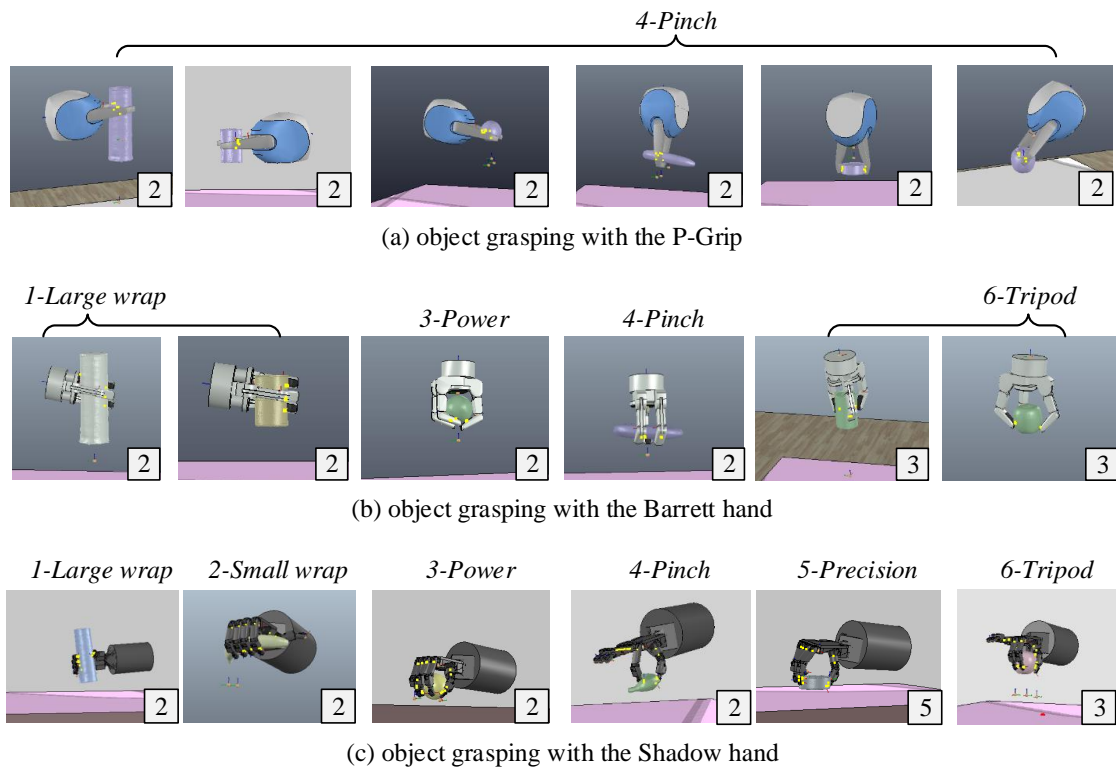 4-Pinch
2 2 2 2 2 2
(a) object grasping with the P-Grip
1-Large wrap 3-Power 4-Pinch 6-Tripod
2 2 2 2 3 3
(b) object grasping with the Barrett hand
1-Large wrap 2-Small wrap 3-Power 4-Pinch 5-Precision 6-Tripod
2 2 2 2 5 3
(c) object grasping with the Shadow hand